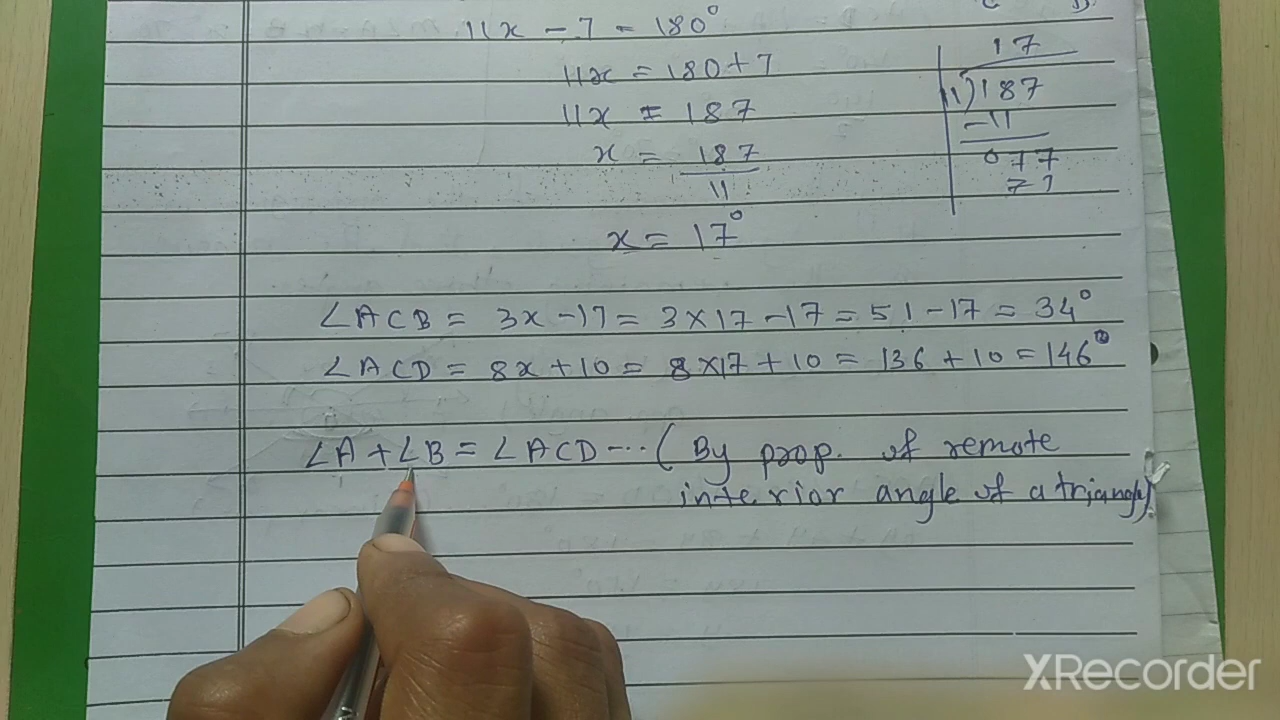 11x - 7 = 180°
11x = 180 + 7
11x = 187
x = 187
11
x = 17°
17
11)187
-11
077
77
∠ACB = 3x - 17 = 3×17 - 17 = 51 - 17 = 34°
∠ACD = 8x + 10 = 8×17 + 10 = 136 + 10 = 146°
∠A + ∠B = ∠ACD --- ( By prop. of remote
interior angle of a triangle)
XRecorder